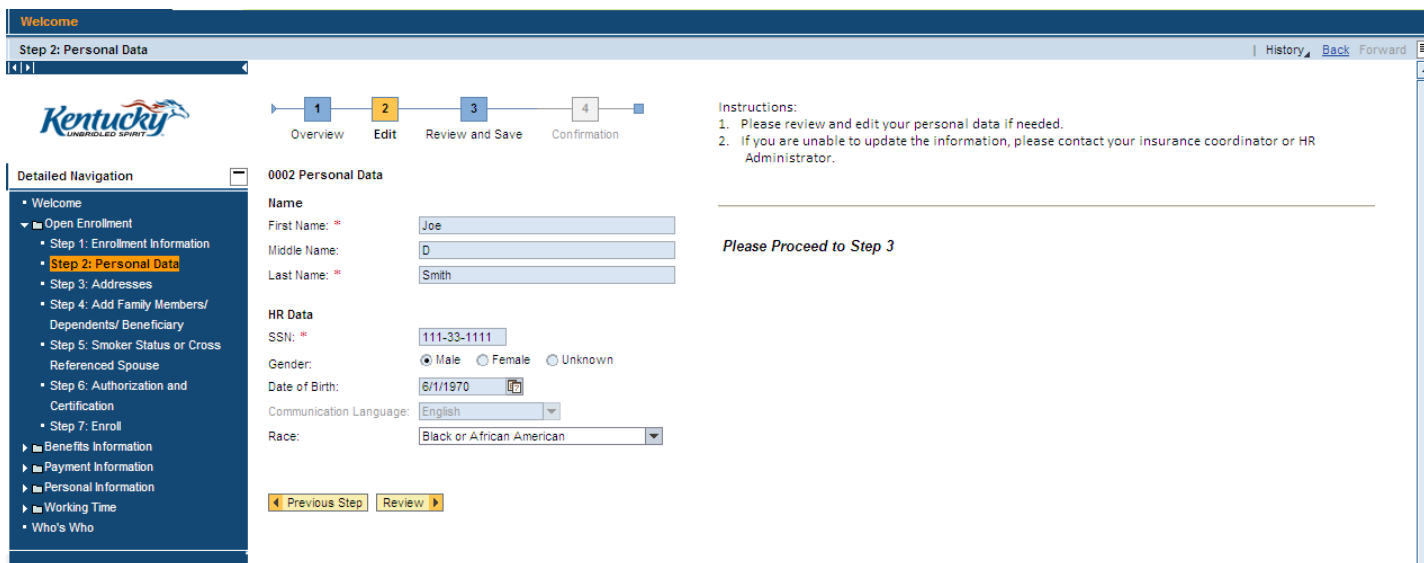 Welcome
Step 2: Personal Data
| History Back Forward
Kentucky
UNBRIDLED SPIRIT
Detailed Navigation
Welcome
Open Enrollment
Step 1: Enrollment Information
Step 2: Personal Data
Step 3: Addresses
Step 4: Add Family Members/
Dependents/ Beneficiary
Step 5: Smoker Status or Cross
Referenced Spouse
Step 6: Authorization and
Certification
Step 7: Enroll
Benefits Information
Payment Information
Personal Information
Working Time
Who's Who
1 2 3 4
Overview Edit Review and Save Confirmation
0002 Personal Data
Name
First Name: * Joe
Middle Name: D
Last Name: * Smith
HR Data
SSN: * 111-33-1111
Gender: Male Female Unknown
Date of Birth: 6/1/1970
Communication Language: English
Race: Black or African American
Previous Step Review
Instructions:
1. Please review and edit your personal data if needed.
2. If you are unable to update the information, please contact your insurance coordinator or HR
Administrator.
Please Proceed to Step 3